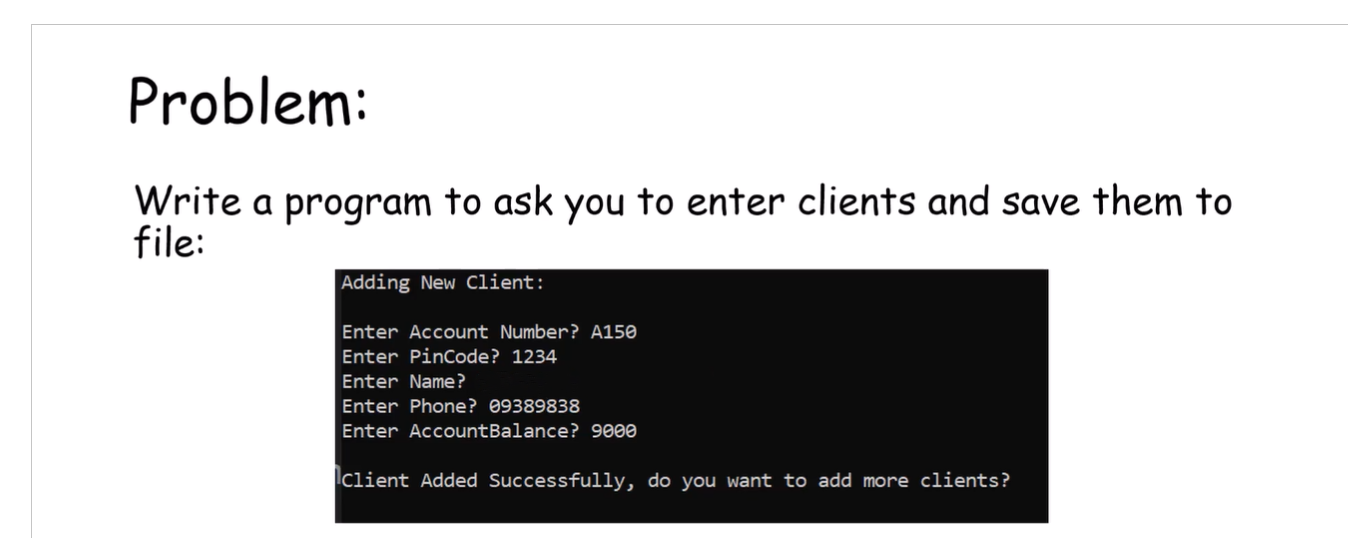 Problem:
Write a program to ask you to enter clients and save them to
file:
Adding New Client:
Enter Account Number? A150
Enter PinCode? 1234
Enter Name?
Enter Phone? 09389838
Enter AccountBalance? 9000
Client Added Successfully, do you want to add more clients?